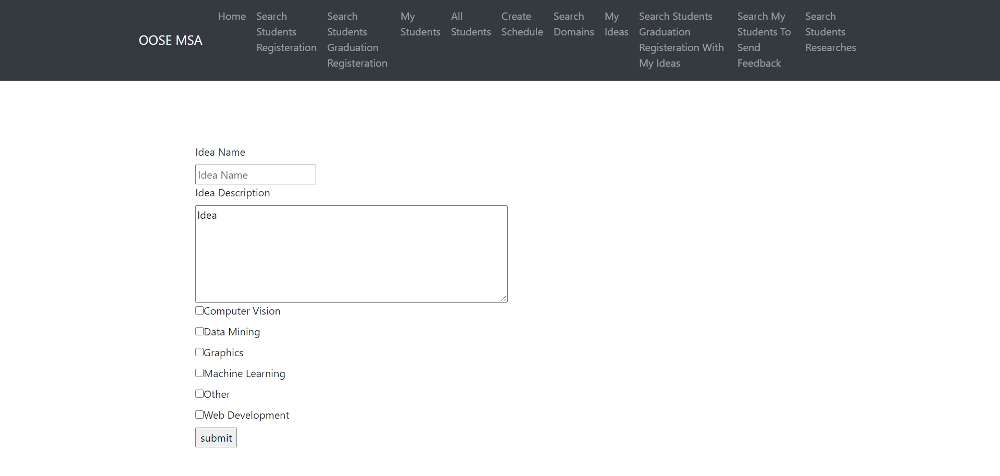 OOSE MSA
Home
Search
Students
Registeration
Search
Students
Graduation
Registeration
My
Students
All
Students
Create
Schedule
Search
Domains
My
Ideas
Search Students
Graduation
Registeration With
My Ideas
Search My
Students To
Send
Feedback
Search
Students
Researches
Idea Name
Idea Name
Idea Description
Idea
Computer Vision
Data Mining
Graphics
Machine Learning
Other
Web Development
submit